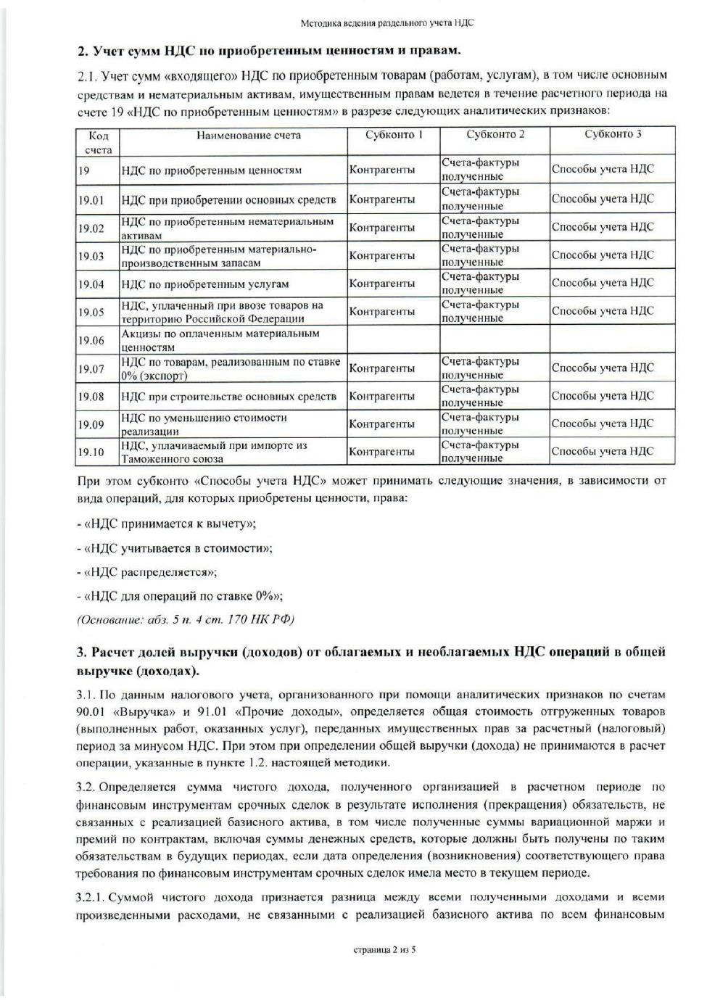 Методика ведения раздельного учета НДС
2. Учет сумм НДС по приобретенным ценностям и правам.
2.1. Учет сумм «входящего» НДС по приобретенным товарам (работам, услугам), в том числе основным
средствам и нематериальным активам, имущественным правам ведется в течение расчетного периода на
счете 19 «НДС по приобретенным ценностям» в разрезе следующих аналитических признаков:
Код счета Наименование счета Субконто 1 Субконто 2 Субконто 3
19 НДС по приобретенным ценностям Контрагенты Счета-фактуры полученные Способы учета НДС
19.01 НДС при приобретении основных средств Контрагенты Счета-фактуры полученные Способы учета НДС
19.02 НДС по приобретенным нематериальным активам Контрагенты Счета-фактуры полученные Способы учета НДС
19.03 НДС по приобретенным материально-производственным запасам Контрагенты Счета-фактуры полученные Способы учета НДС
19.04 НДС по приобретенным услугам Контрагенты Счета-фактуры полученные Способы учета НДС
19.05 НДС, уплаченный при ввозе товаров на территорию Российской Федерации Контрагенты Счета-фактуры полученные Способы учета НДС
19.06 Акцизы по оплаченным материальным ценностям
19.07 НДС по товарам, реализованным по ставке 0% (экспорт) Контрагенты Счета-фактуры полученные Способы учета НДС
19.08 НДС при строительстве основных средств Контрагенты Счета-фактуры полученные Способы учета НДС
19.09 НДС по уменьшению стоимости реализации Контрагенты Счета-фактуры полученные Способы учета НДС
19.10 НДС, уплачиваемый при импорте из Таможенного союза Контрагенты Счета-фактуры полученные Способы учета НДС
При этом субконто «Способы учета НДС» может принимать следующие значения, в зависимости от
вида операций, для которых приобретены ценности, права:
- «НДС принимается к вычету»;
- «НДС учитывается в стоимости»;
- «НДС распределяется»;
- «НДС для операций по ставке 0%»;
(Основание: абз. 5 п. 4 ст. 170 НК РФ)
3. Расчет долей выручки (доходов) от облагаемых и необлагаемых НДС операций в общей
выручке (доходах).
3.1. По данным налогового учета, организованного при помощи аналитических признаков по счетам
90.01 «Выручка» и 91.01 «Прочие доходы», определяется общая стоимость отгруженных товаров
(выполненных работ, оказанных услуг), переданных имущественных прав за расчетный (налоговый)
период за минусом НДС. При этом при определении общей выручки (дохода) не принимаются в расчет
операции, указанные в пункте 1.2. настоящей методики.
3.2. Определяется сумма чистого дохода, полученного организацией в расчетном периоде по
финансовым инструментам срочных сделок в результате исполнения (прекращения) обязательств, не
связанных с реализацией базисного актива, в том числе полученные суммы вариационной маржи и
премий по контрактам, включая суммы денежных средств, которые должны быть получены по таким
обязательствам в будущих периодах, если дата определения (возникновения) соответствующего права
требования по финансовым инструментам срочных сделок имела место в текущем периоде.
3.2.1. Суммой чистого дохода признается разница между всеми полученными доходами и всеми
произведенными расходами, не связанными с реализацией базисного актива по всем финансовым
страница 2 из 5